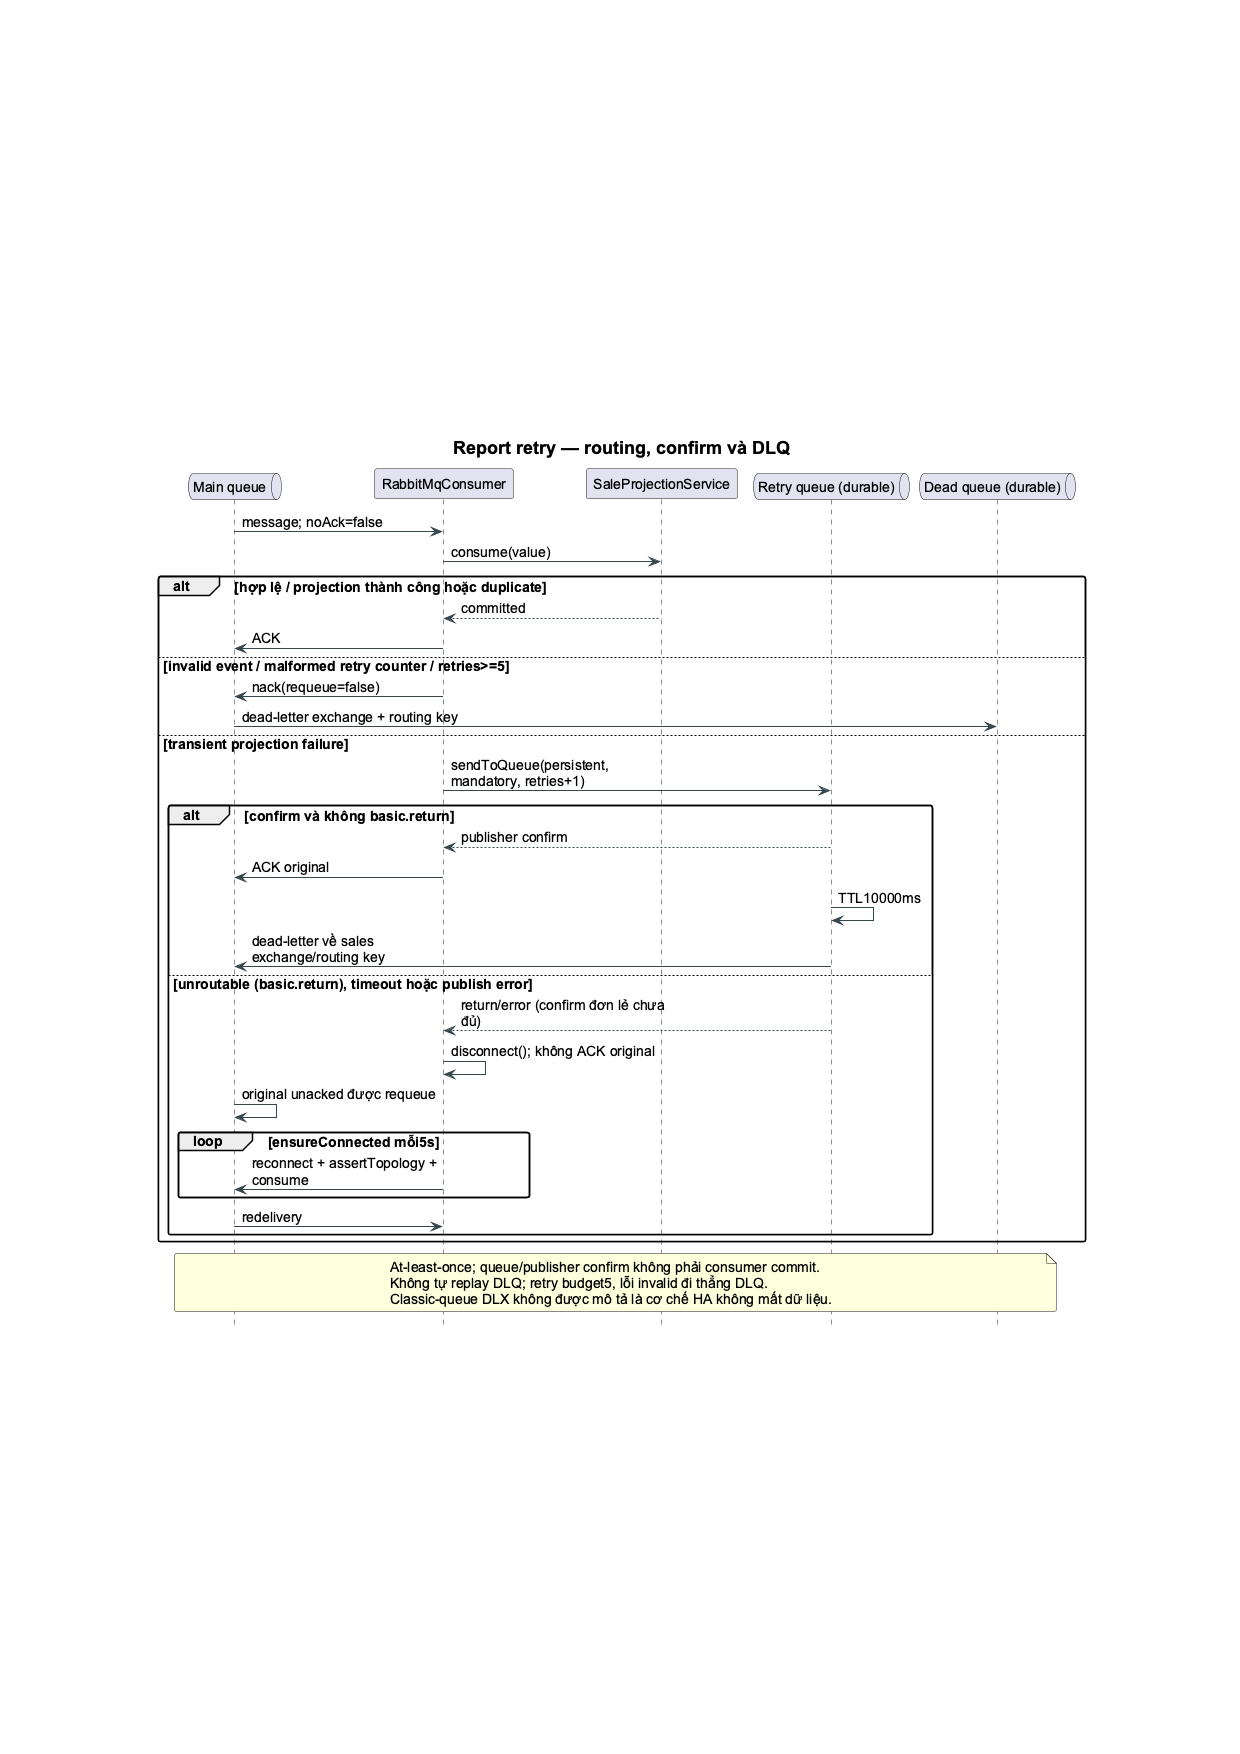 Report retry — routing, confirm và DLQ
Main queue
RabbitMqConsumer
SaleProjectionService
Retry queue (durable)
Dead queue (durable)
message; noAck=false
consume(value)
alt
[hợp lệ / projection thành công hoặc duplicate]
committed
ACK
[invalid event / malformed retry counter / retries>=5]
nack(requeue=false)
dead-letter exchange + routing key
[transient projection failure]
sendToQueue(persistent,
mandatory, retries+1)
alt
[confirm và không basic.return]
publisher confirm
ACK original
TTL10000ms
dead-letter về sales
exchange/routing key
[unroutable (basic.return), timeout hoặc publish error]
return/error (confirm đơn lẻ chưa
đủ)
disconnect(); không ACK original
original unacked được requeue
loop
[ensureConnected mỗi5s]
reconnect + assertTopology +
consume
redelivery
At-least-once; queue/publisher confirm không phải consumer commit.
Không tự replay DLQ; retry budget5, lỗi invalid đi thẳng DLQ.
Classic-queue DLX không được mô tả là cơ chế HA không mất dữ liệu.